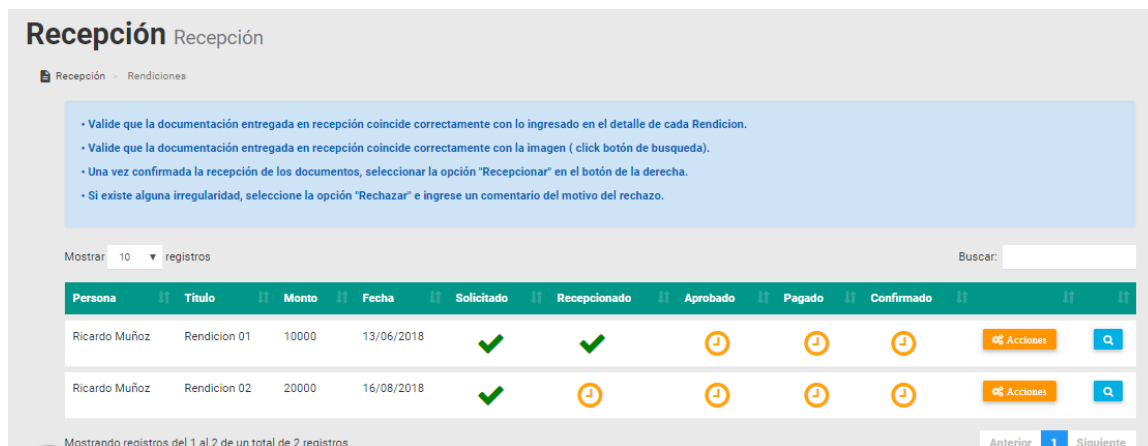 Recepción Recepción
Recepción > Rendiciones
• Valide que la documentación entregada en recepción coincide correctamente con lo ingresado en el detalle de cada Rendicion.
• Valide que la documentación entregada en recepción coincide correctamente con la imagen ( click botón de busqueda).
• Una vez confirmada la recepción de los documentos, seleccionar la opción "Recepcionar" en el botón de la derecha.
• Si existe alguna irregularidad, seleccione la opción "Rechazar" e ingrese un comentario del motivo del rechazo.
Mostrar 10 registros Buscar:
Persona Titulo Monto Fecha Solicitado Recepcionado Aprobado Pagado Confirmado
Ricardo Muñoz Rendicion 01 10000 13/06/2018 Acciones
Ricardo Muñoz Rendicion 02 20000 16/08/2018 Acciones
Mostrando registros del 1 al 2 de un total de 2 registros Anterior 1 Siguiente